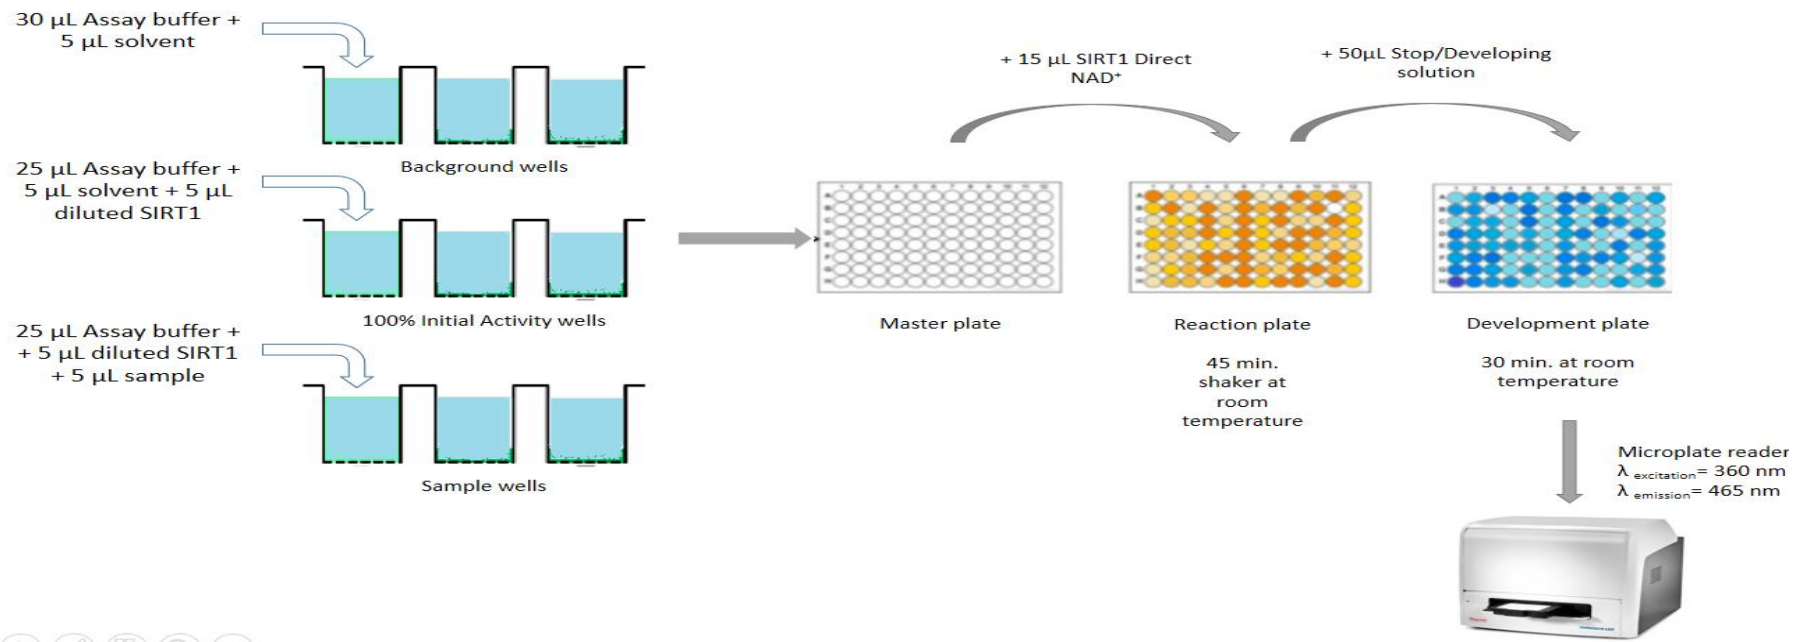 30 µL Assay buffer +
5 µL solvent
Background wells
25 µL Assay buffer +
5 µL solvent + 5 µL
diluted SIRT1
100% Initial Activity wells
25 µL Assay buffer +
+ 5 µL diluted SIRT1
+ 5 µL sample
Sample wells
+ 15 µL SIRT1 Direct
NAD⁺
+ 50µL Stop/Developing
solution
Master plate
Reaction plate
45 min.
shaker at
room
temperature
Development plate
30 min. at room
temperature
Microplate reader
λ excitation= 360 nm
λ emission= 465 nm